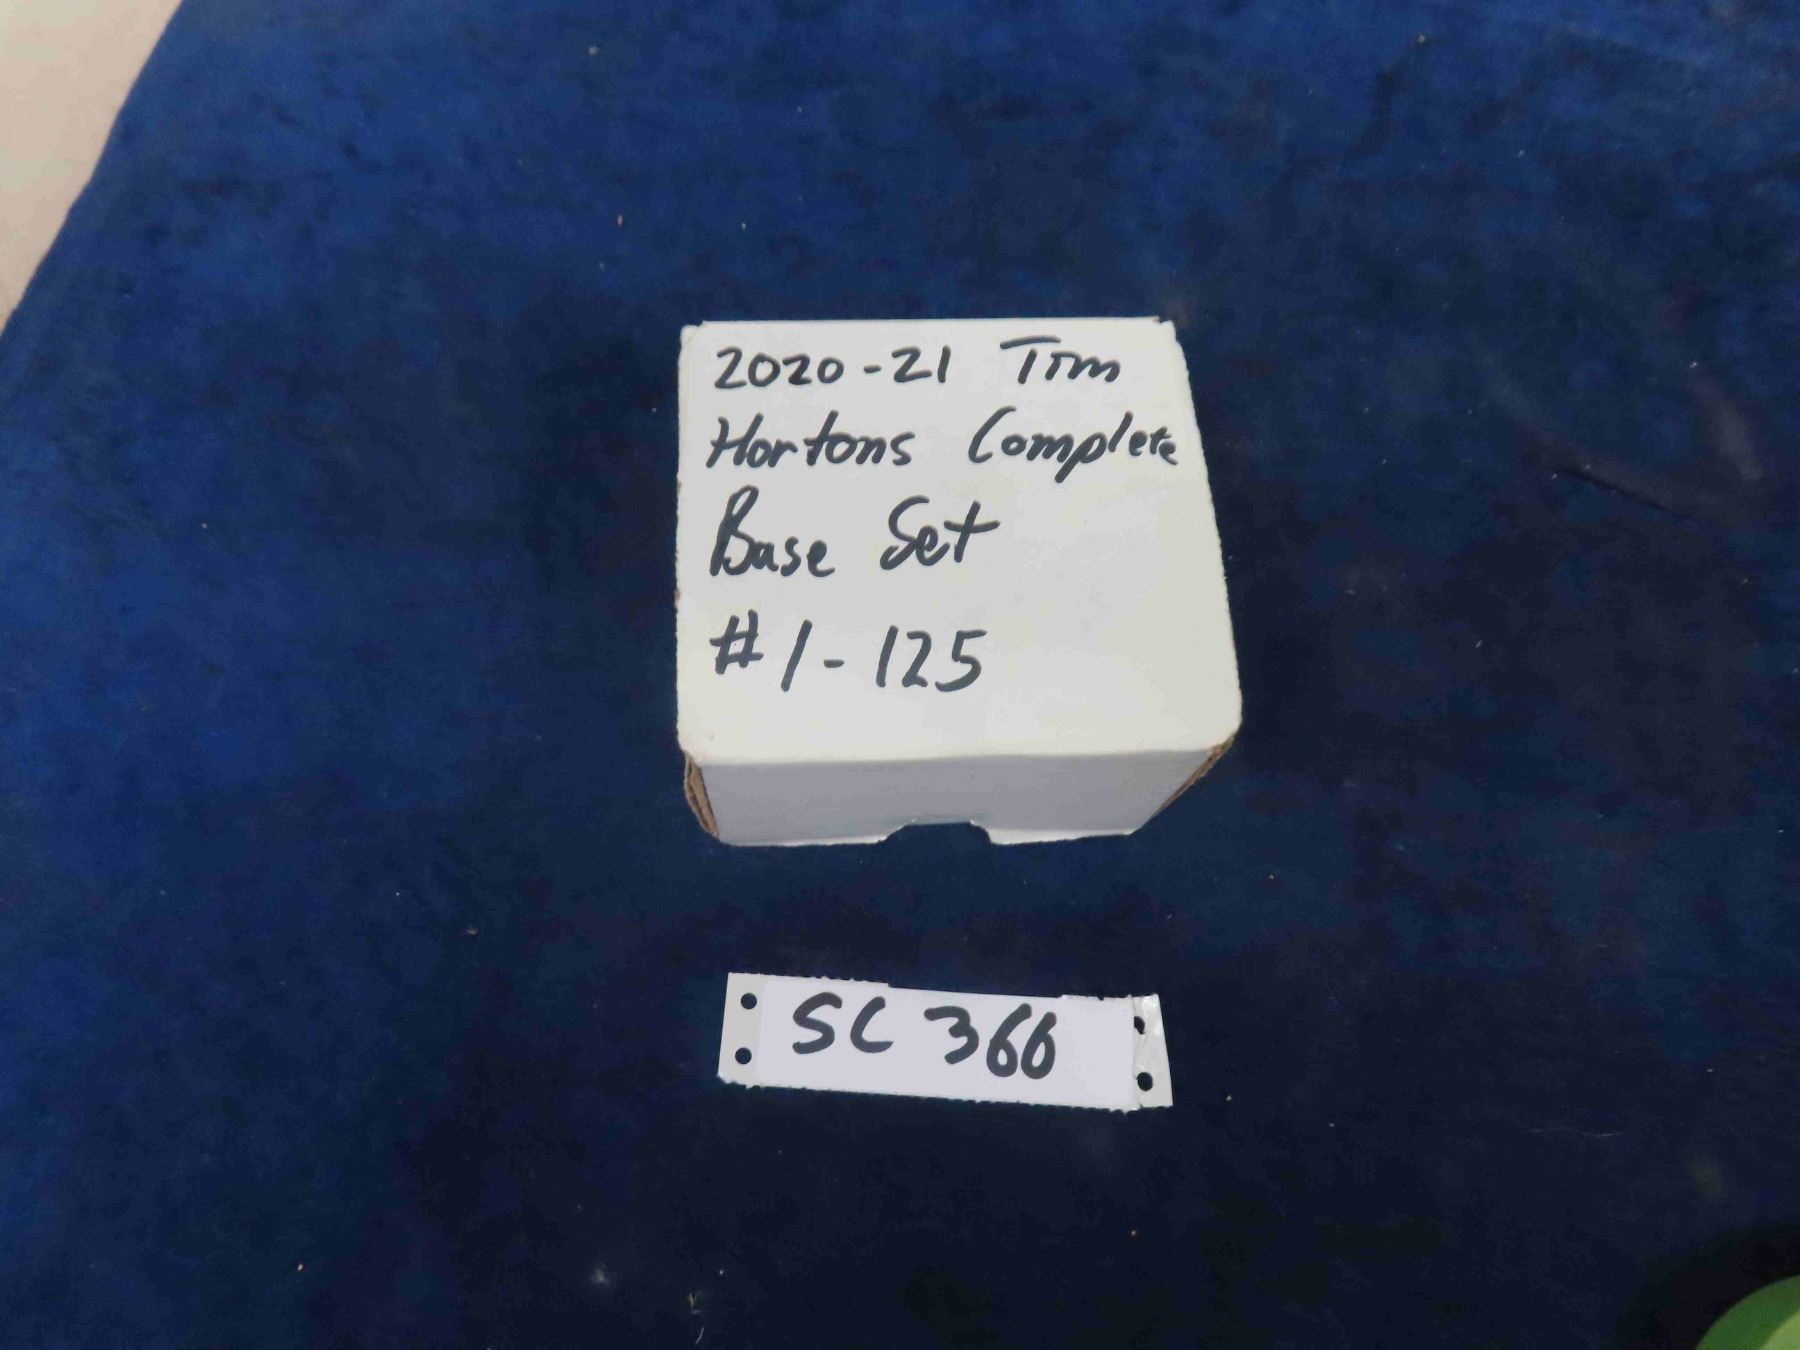 2020-21 Tim
Hortons Complete
Base Set
#1-125
SC 366